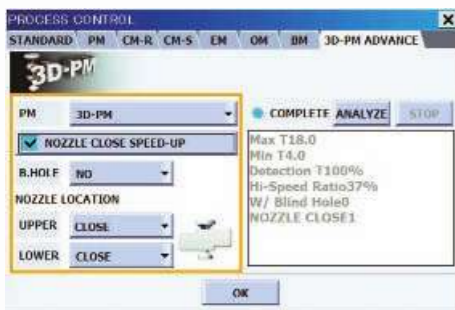 PROCESS CONTROL
STANDARD PM CM-R CM-S EM OM BM 3D-PM ADVANCE
3D-PM
PM 3D-PM
COMPLETE ANALYZE STOP
NOZZLE CLOSE SPEED-UP
B.HOLE NO
NOZZLE LOCATION
UPPER CLOSE
LOWER CLOSE
Max T18.0
Min T4.0
Detection T100%
Hi-Speed Ratio37%
W/ Blind Hole0
NOZZLE CLOSE1
OK